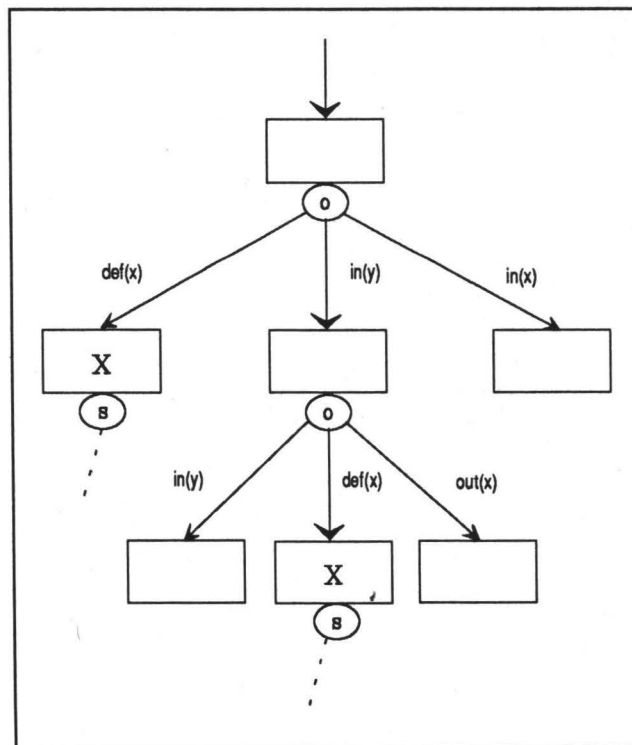 o
def(x) in(y) in(x)
X
s o
in(y) def(x) out(x)
X
s